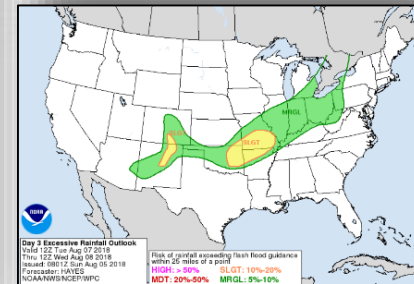 MRGL
SLGT
SLGT
NOAA
Day 3 Excessive Rainfall Outlook
Valid 12Z Tue Aug 07 2018
Thru 12Z Wed Aug 08 2018
Issued: 0801Z Sun Aug 05 2018
Forecaster: HAYES
NOAA/NWS/NCEP/WPC
Risk of rainfall exceeding flash flood guidance
within 25 miles of a point
HIGH: > 50% SLGT: 10%-20%
MDT: 20%-50% MRGL: 5%-10%